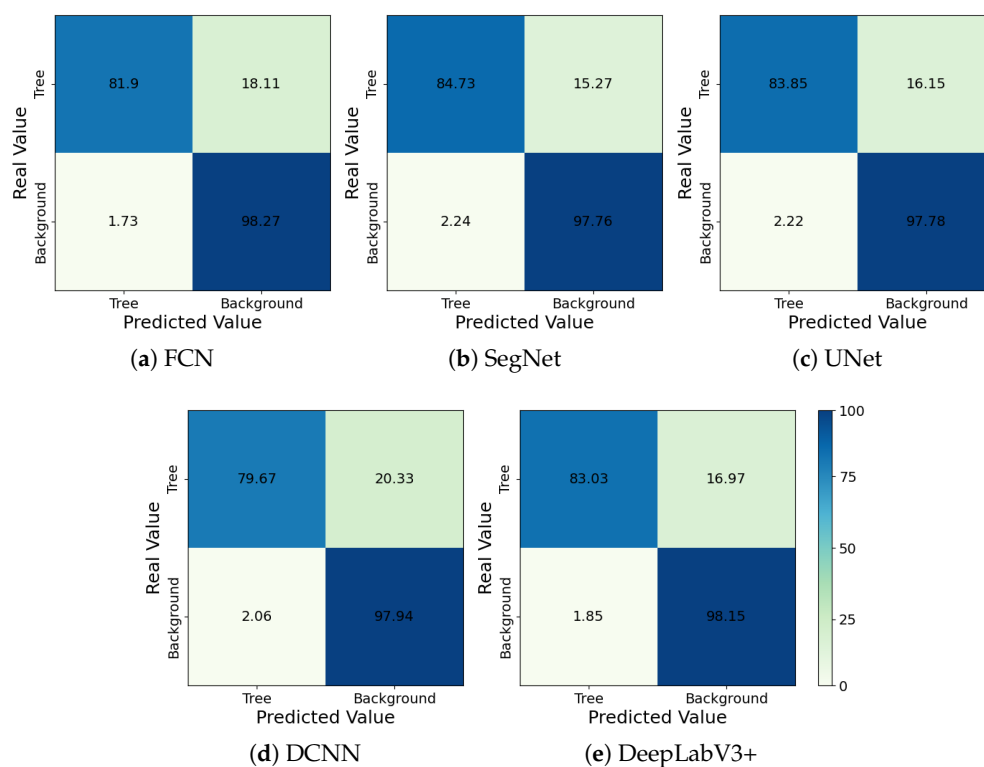 Real Value
Tree
Background
81.9 18.11
1.73 98.27
Tree Background
Predicted Value
(a) FCN
Real Value
Tree
Background
84.73 15.27
2.24 97.76
Tree Background
Predicted Value
(b) SegNet
Real Value
Tree
Background
83.85 16.15
2.22 97.78
Tree Background
Predicted Value
(c) UNet
Real Value
Tree
Background
79.67 20.33
2.06 97.94
Tree Background
Predicted Value
(d) DCNN
Real Value
Tree
Background
83.03 16.97
1.85 98.15
Tree Background
Predicted Value
(e) DeepLabV3+
100
75
50
25
0